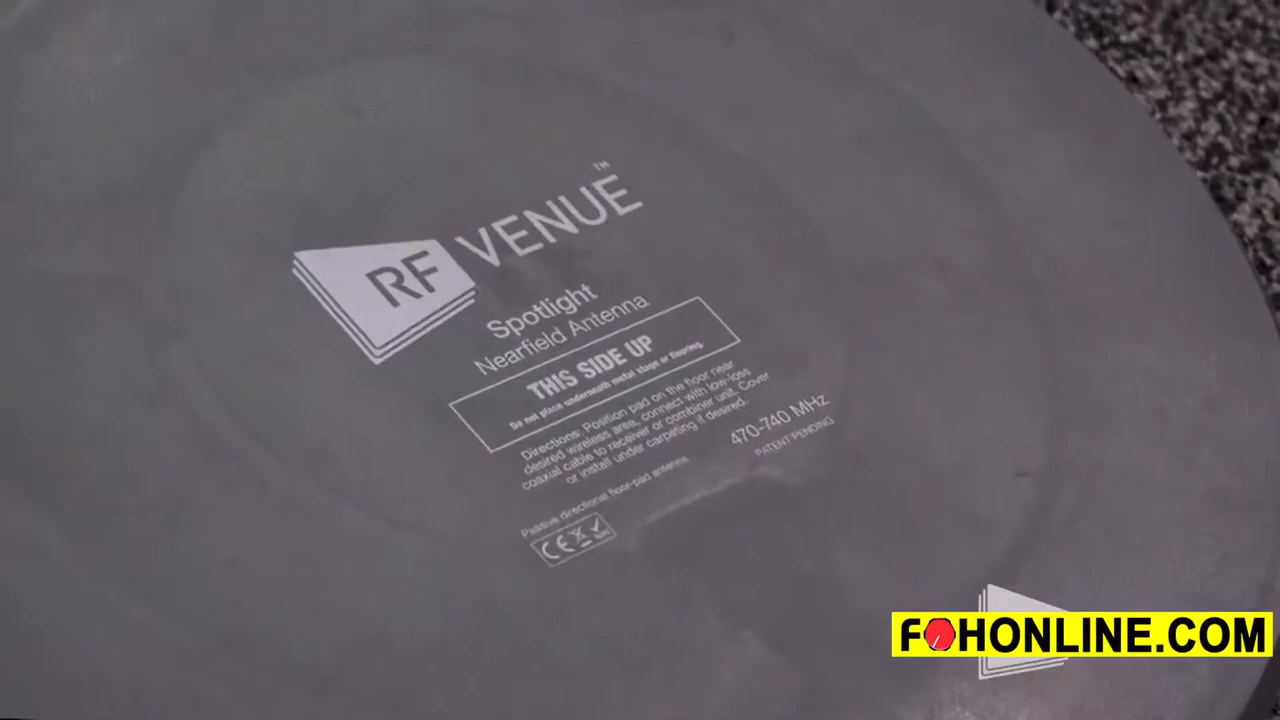 RF VENUE™
Spotlight
Nearfield Antenna
THIS SIDE UP
Do not place underneath metal stage or flooring.
Directions: Position pad on the floor near
desired wireless area, connect with low-loss
coaxial cable to receiver or combiner unit. Cover
or install under carpeting if desired.
470-740 MHz
PATENT PENDING
Passive directional floor-pad antenna.
CE
FOHONLINE.COM